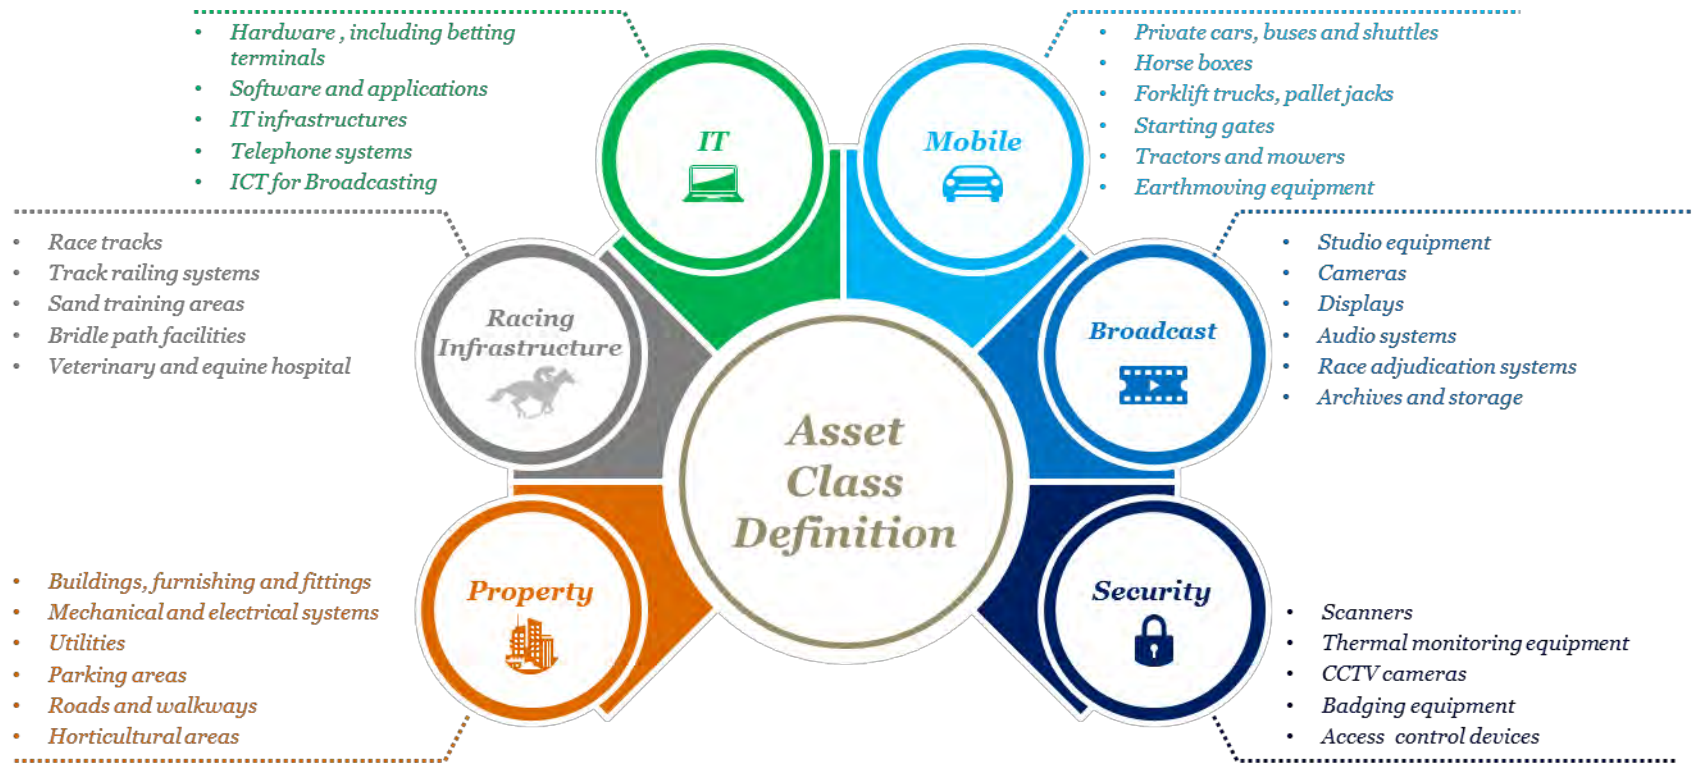 Hardware , including betting
terminals
Software and applications
IT infrastructures
Telephone systems
ICT for Broadcasting
IT
Mobile
Private cars, buses and shuttles
Horse boxes
Forklift trucks, pallet jacks
Starting gates
Tractors and mowers
Earthmoving equipment
Race tracks
Track railing systems
Sand training areas
Bridle path facilities
Veterinary and equine hospital
Racing
Infrastructure
Broadcast
Studio equipment
Cameras
Displays
Audio systems
Race adjudication systems
Archives and storage
Asset
Class
Definition
Buildings, furnishing and fittings
Mechanical and electrical systems
Utilities
Parking areas
Roads and walkways
Horticultural areas
Property
Security
Scanners
Thermal monitoring equipment
CCTV cameras
Badging equipment
Access  control devices